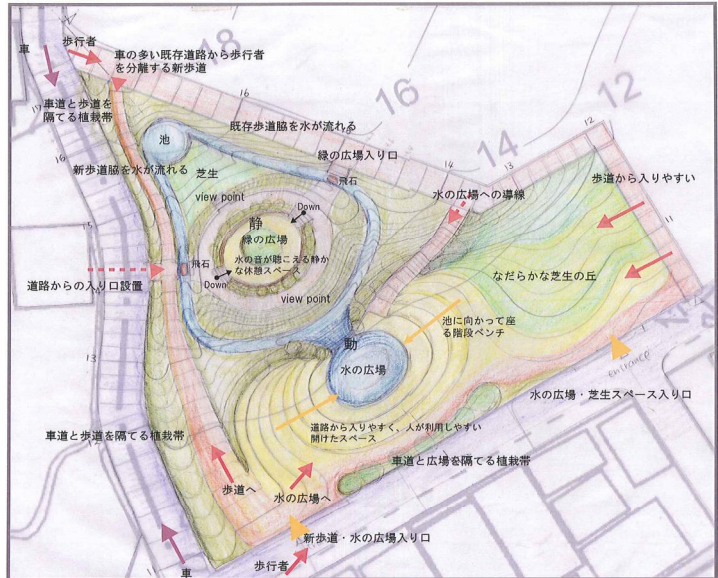 車
歩行者
車の多い既存道路から歩行者
を分離する新歩道
18
16
12
14
車道と歩道を
隔てる植栽帯
17
16
既存歩道脇を水が流れる
緑の広場入り口
池
新歩道脇を水が流れる
芝生
飛石
14
13
12
11
水の広場への導線
歩道から入りやすい
view point
Down
静
緑の広場
水の音が聴こえる静か
な休憩スペース
Down
飛石
view point
15
道路からの入り口設置
なだらかな芝生の丘
池に向かって座
る階段ベンチ
動
水の広場
13
entrance
水の広場・芝生スペース入り口
道路から入りやすく、人が利用しやすい
開けたスペース
車道と歩道を隔てる植栽帯
車道と広場を隔てる植栽帯
歩道へ
水の広場へ
新歩道・水の広場入り口
11
車
歩行者